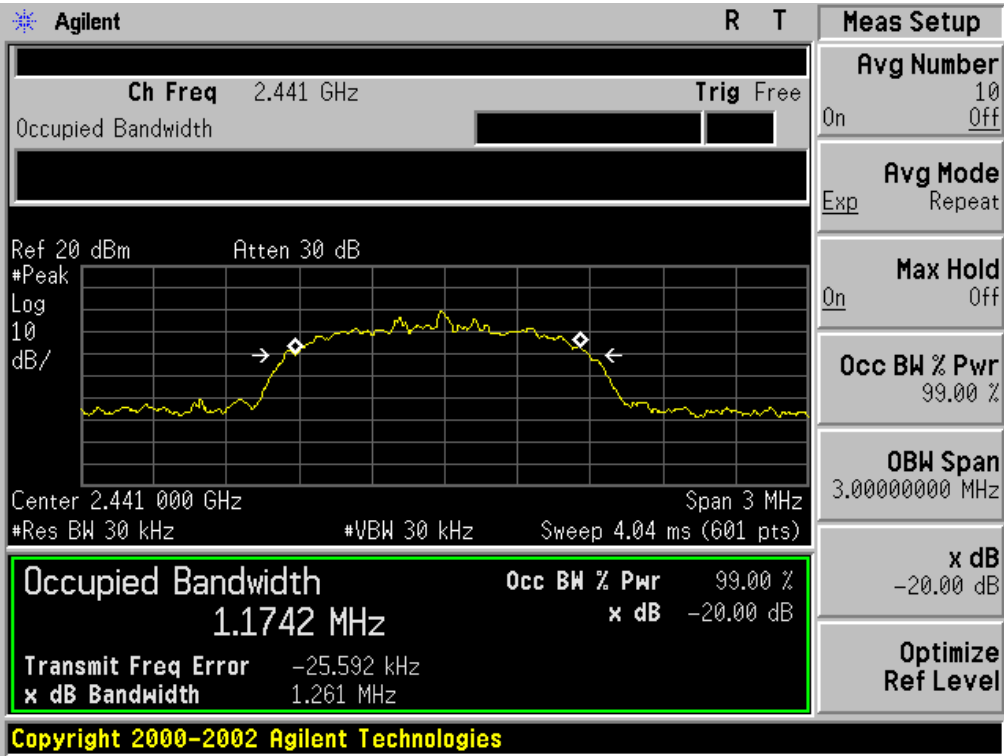 Agilent R T
Meas Setup
Ch Freq 2.441 GHz Trig Free
Occupied Bandwidth
Ref 20 dBm Atten 30 dB
#Peak
Log
10
dB/
Center 2.441 000 GHz Span 3 MHz
#Res BW 30 kHz #VBW 30 kHz Sweep 4.04 ms (601 pts)
Occupied Bandwidth Occ BW % Pwr 99.00 %
1.1742 MHz x dB -20.00 dB
Transmit Freq Error -25.592 kHz
x dB Bandwidth 1.261 MHz
Avg Number
10
On Off
Avg Mode
Exp Repeat
Max Hold
On Off
Occ BW % Pwr
99.00 %
OBW Span
3.00000000 MHz
x dB
-20.00 dB
Optimize
Ref Level
Copyright 2000-2002 Agilent Technologies